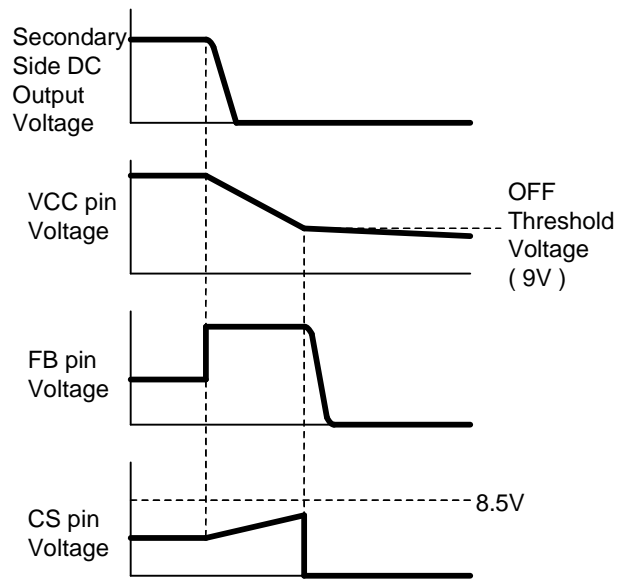 Secondary
Side DC
Output
Voltage
VCC pin
Voltage
OFF
Threshold
Voltage
( 9V )
FB pin
Voltage
CS pin
Voltage
8.5V